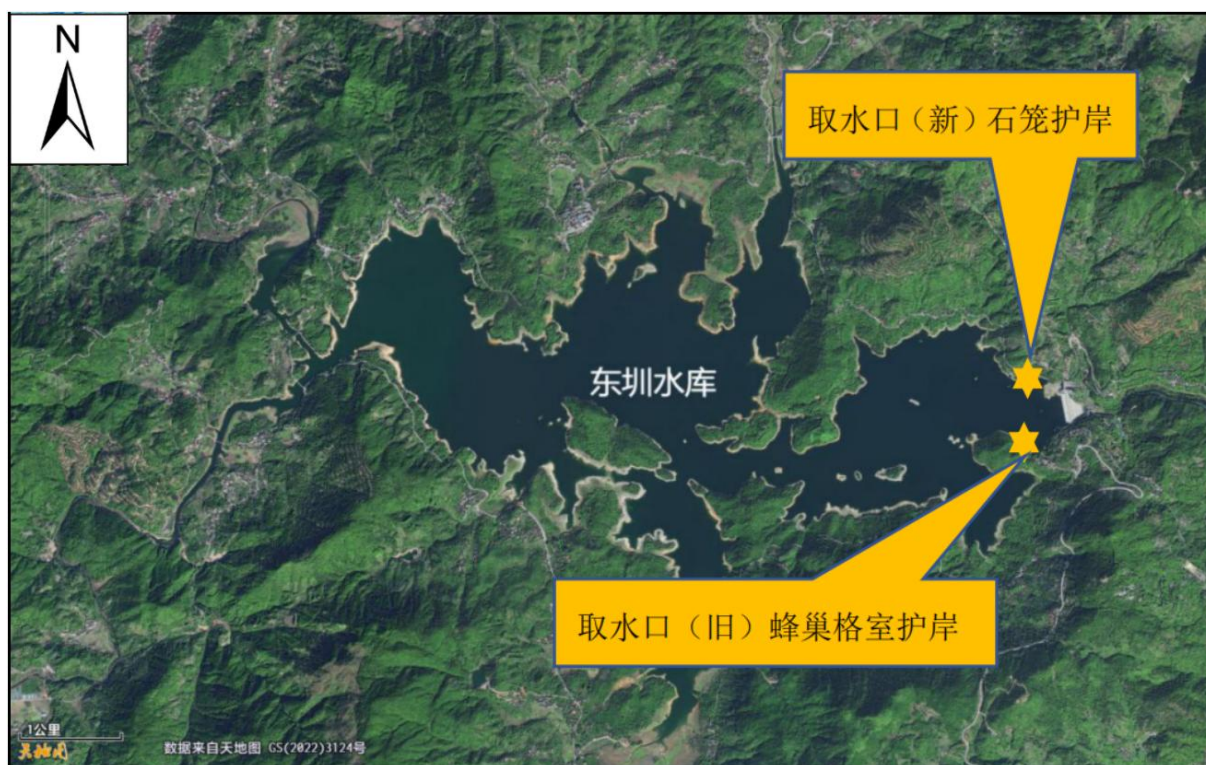 N
取水口（新）石笼护岸
东圳水库
取水口（旧）蜂巢格室护岸
1公里
天地图
数据来自天地图 GS(2022)3124号